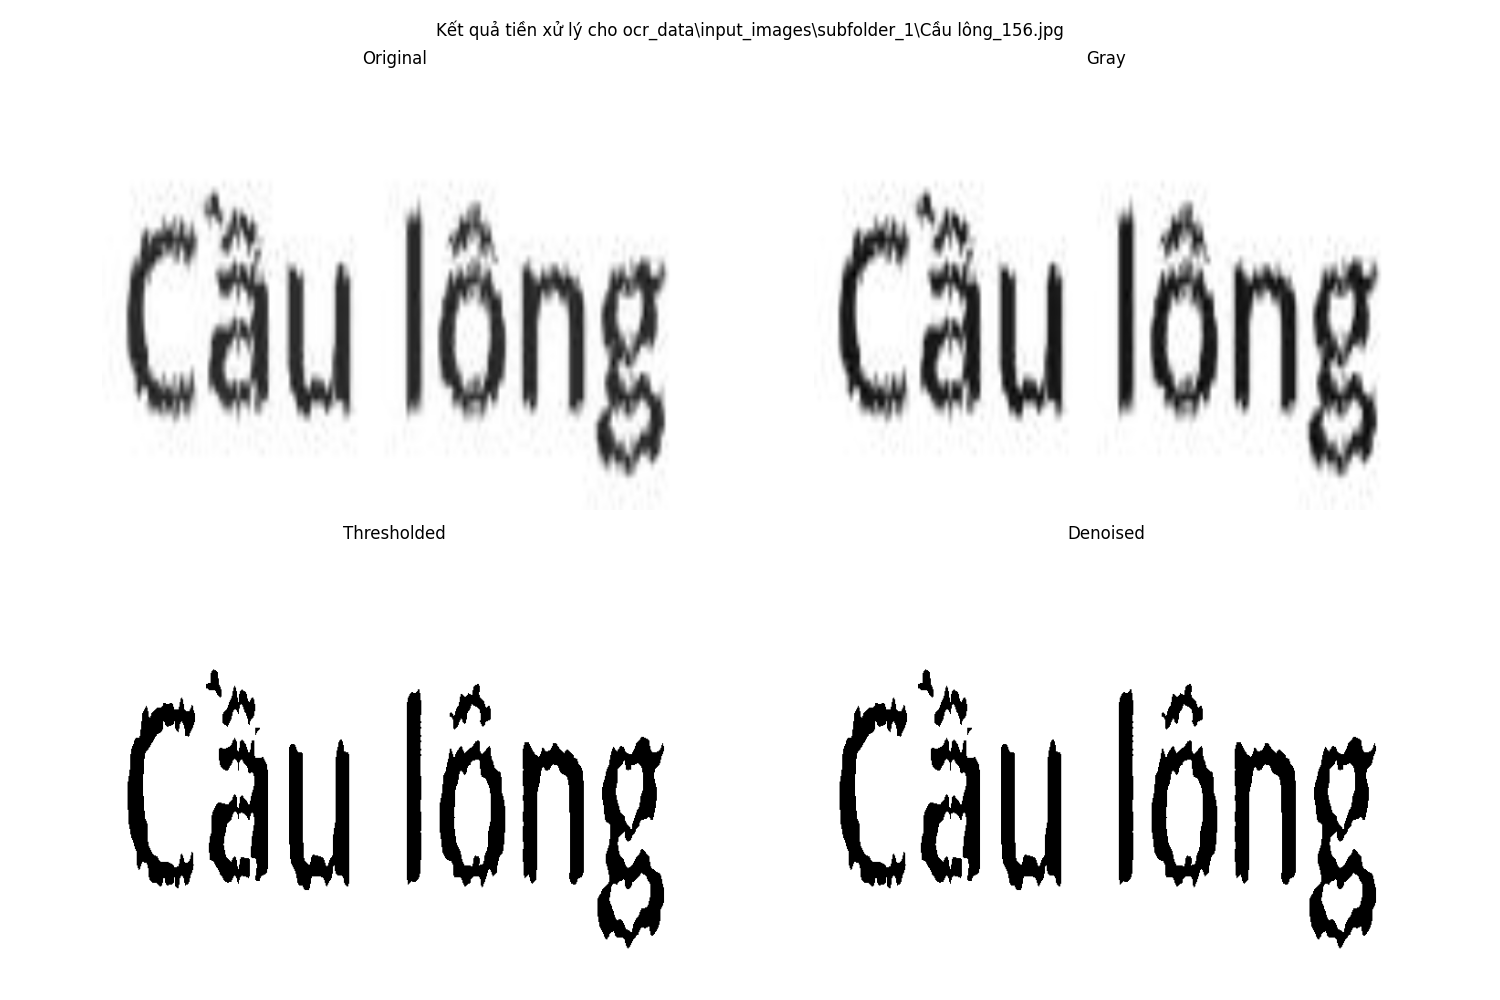 Kết quả tiền xử lý cho ocr_data\input_images\subfolder_1\Cầu lông_156.jpg
Original
Gray
Cầu lông
Cầu lông
Thresholded
Denoised
Cầu lông
Cầu lông